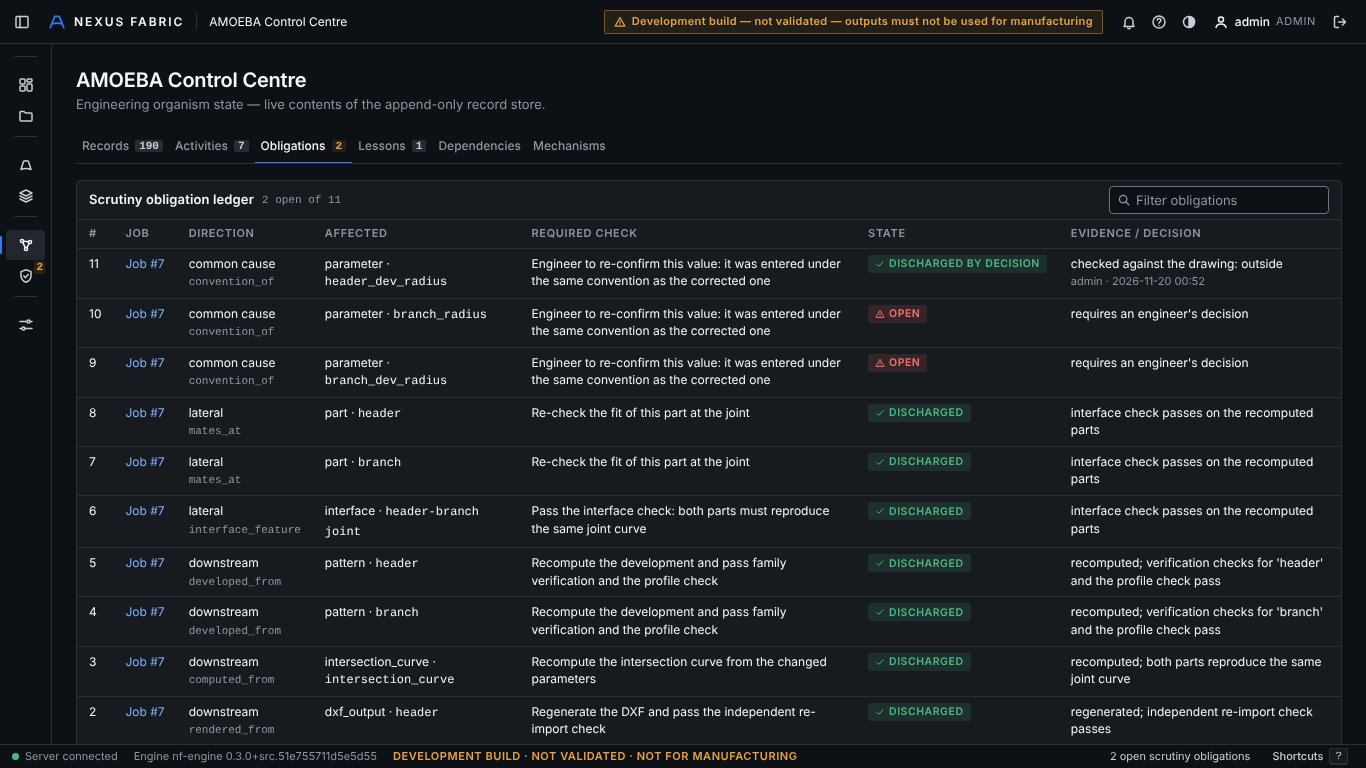 NEXUS FABRIC
AMOEBA Control Centre
Development build — not validated — outputs must not be used for manufacturing
admin ADMIN
AMOEBA Control Centre
Engineering organism state — live contents of the append-only record store.
Records 190 Activities 7 Obligations 2 Lessons 1 Dependencies Mechanisms
Scrutiny obligation ledger 2 open of 11
Filter obligations
2
# JOB DIRECTION AFFECTED REQUIRED CHECK STATE EVIDENCE / DECISION
11 Job #7 common cause parameter · Engineer to re-confirm this value: it was entered under DISCHARGED BY DECISION checked against the drawing: outside
convention_of header_dev_radius the same convention as the corrected one admin · 2026-11-20 00:52
10 Job #7 common cause parameter · branch_radius Engineer to re-confirm this value: it was entered under OPEN requires an engineer's decision
convention_of the same convention as the corrected one
9 Job #7 common cause parameter · Engineer to re-confirm this value: it was entered under OPEN requires an engineer's decision
convention_of branch_dev_radius the same convention as the corrected one
8 Job #7 lateral part · header Re-check the fit of this part at the joint DISCHARGED interface check passes on the recomputed
mates_at parts
7 Job #7 lateral part · branch Re-check the fit of this part at the joint DISCHARGED interface check passes on the recomputed
mates_at parts
6 Job #7 lateral interface · header-branch Pass the interface check: both parts must reproduce DISCHARGED interface check passes on the recomputed
interface_feature joint the same joint curve parts
5 Job #7 downstream pattern · header Recompute the development and pass family DISCHARGED recomputed; verification checks for 'header'
developed_from verification and the profile check and the profile check pass
4 Job #7 downstream pattern · branch Recompute the development and pass family DISCHARGED recomputed; verification checks for 'branch'
developed_from verification and the profile check and the profile check pass
3 Job #7 downstream intersection_curve · Recompute the intersection curve from the changed DISCHARGED recomputed; both parts reproduce the same
computed_from intersection_curve parameters joint curve
2 Job #7 downstream dxf_output · header Regenerate the DXF and pass the independent re- DISCHARGED regenerated; independent re-import check
rendered_from import check passes
Server connected Engine nf-engine 0.3.0+src.51e755711d5e5d55 DEVELOPMENT BUILD · NOT VALIDATED · NOT FOR MANUFACTURING 2 open scrutiny obligations Shortcuts ?